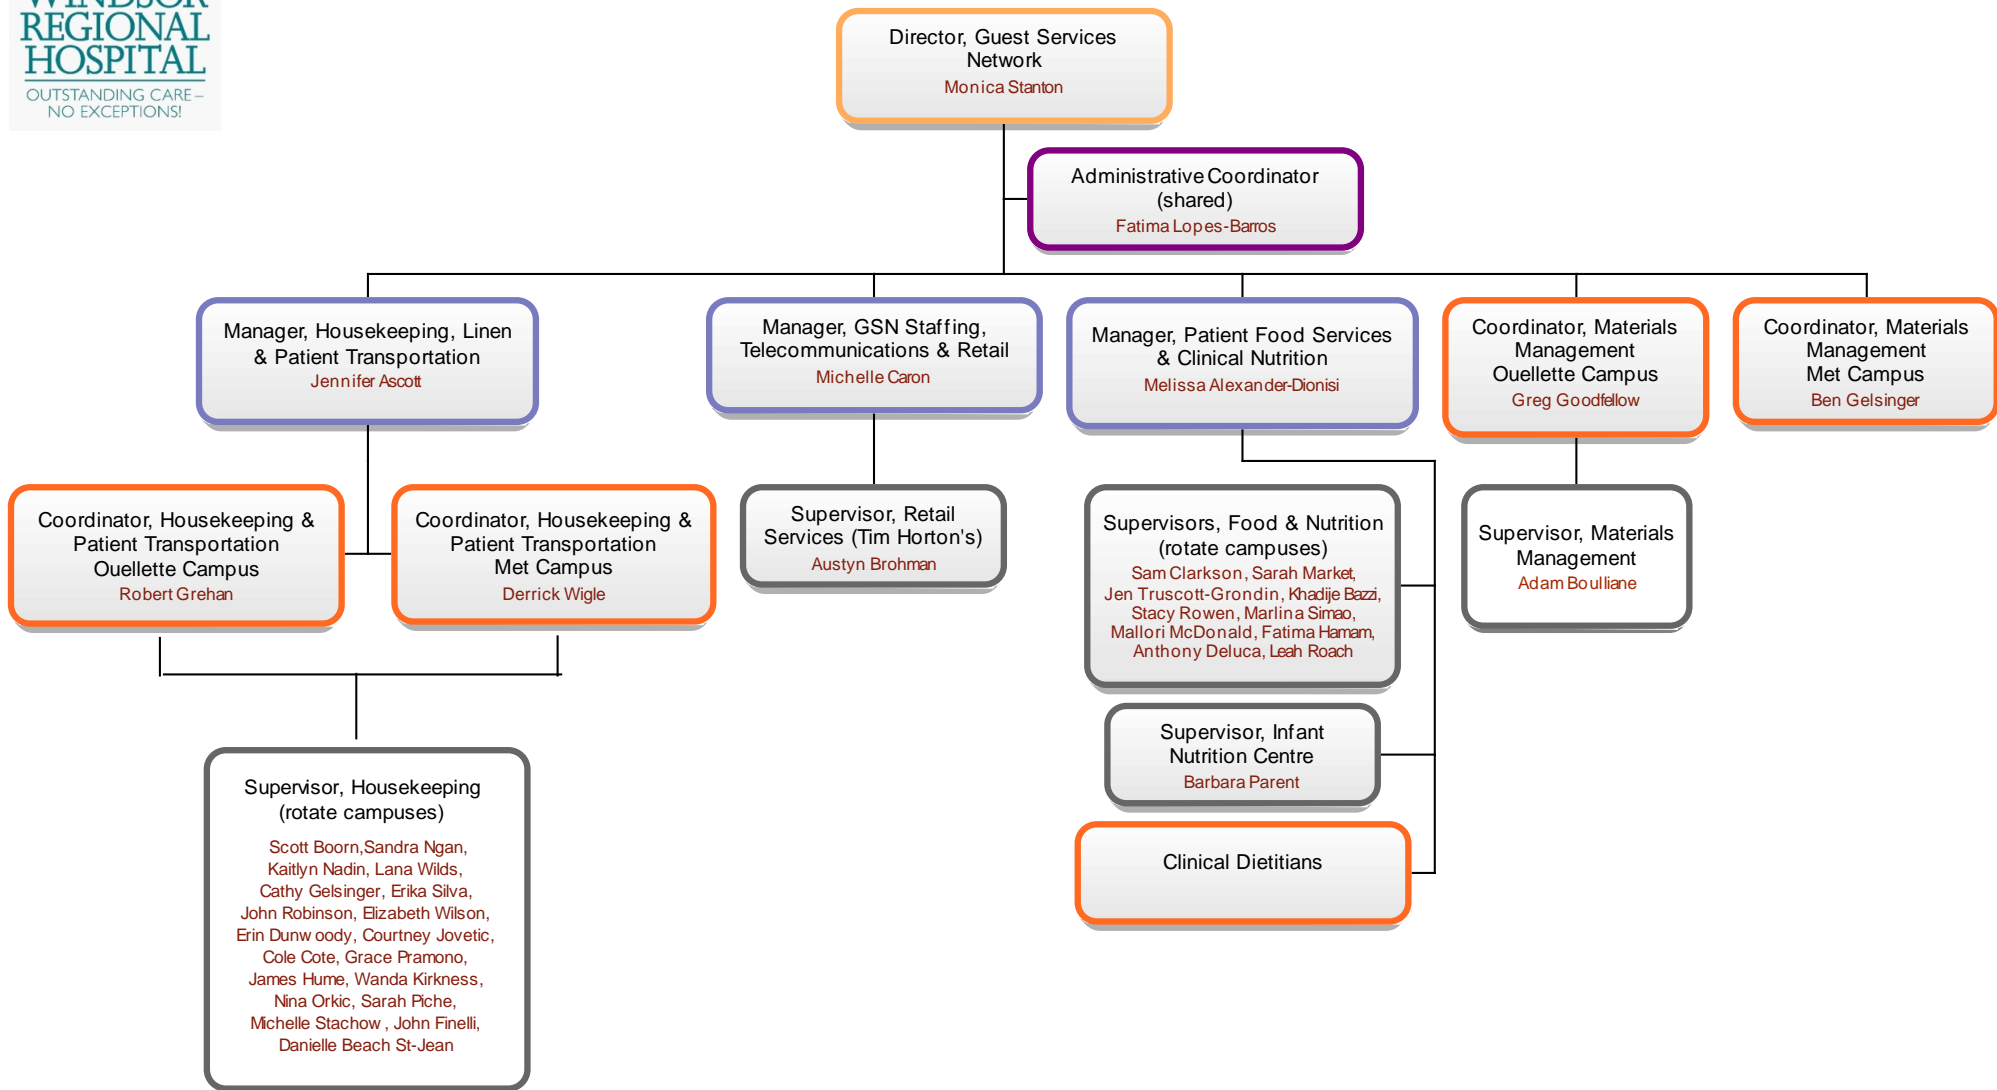 WINDSOR
REGIONAL
HOSPITAL
OUTSTANDING CARE –
NO EXCEPTIONS!
Director, Guest Services
Network
Monica Stanton
Administrative Coordinator
(shared)
Fatima Lopes-Barros
Manager, Housekeeping, Linen
& Patient Transportation
Jennifer Ascott
Manager, GSN Staffing,
Telecommunications & Retail
Michelle Caron
Manager, Patient Food Services
& Clinical Nutrition
Melissa Alexander-Dionisi
Coordinator, Materials
Management
Ouellette Campus
Greg Goodfellow
Coordinator, Materials
Management
Met Campus
Ben Gelsinger
Coordinator, Housekeeping &
Patient Transportation
Ouellette Campus
Robert Grehan
Coordinator, Housekeeping &
Patient Transportation
Met Campus
Derrick Wigle
Supervisor, Retail
Services (Tim Horton's)
Austyn Brohman
Supervisors, Food & Nutrition
(rotate campuses)
Sam Clarkson, Sarah Market,
Jen Truscott-Grondin, Khadije Bazzi,
Stacy Rowen, Marlina Simao,
Mallori McDonald, Fatima Hamam,
Anthony Deluca, Leah Roach
Supervisor, Materials
Management
Adam Boulliane
Supervisor, Infant
Nutrition Centre
Barbara Parent
Clinical Dietitians
Supervisor, Housekeeping
(rotate campuses)
Scott Boorn,Sandra Ngan,
Kaitlyn Nadin, Lana Wilds,
Cathy Gelsinger, Erika Silva,
John Robinson, Elizabeth Wilson,
Erin Dunwoody, Courtney Jovetic,
Cole Cote, Grace Pramono,
James Hume, Wanda Kirkness,
Nina Orkic, Sarah Piche,
Michelle Stachow, John Finelli,
Danielle Beach St-Jean